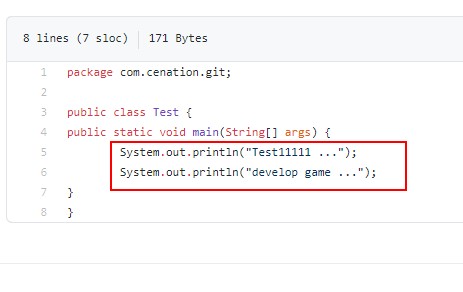 8 lines (7 sloc) 171 Bytes
1 package com.cenation.git;
2
3 public class Test {
4 public static void main(String[] args) {
5 System.out.println("Test11111 ...");
6 System.out.println("develop game ...");
7 }
8 }